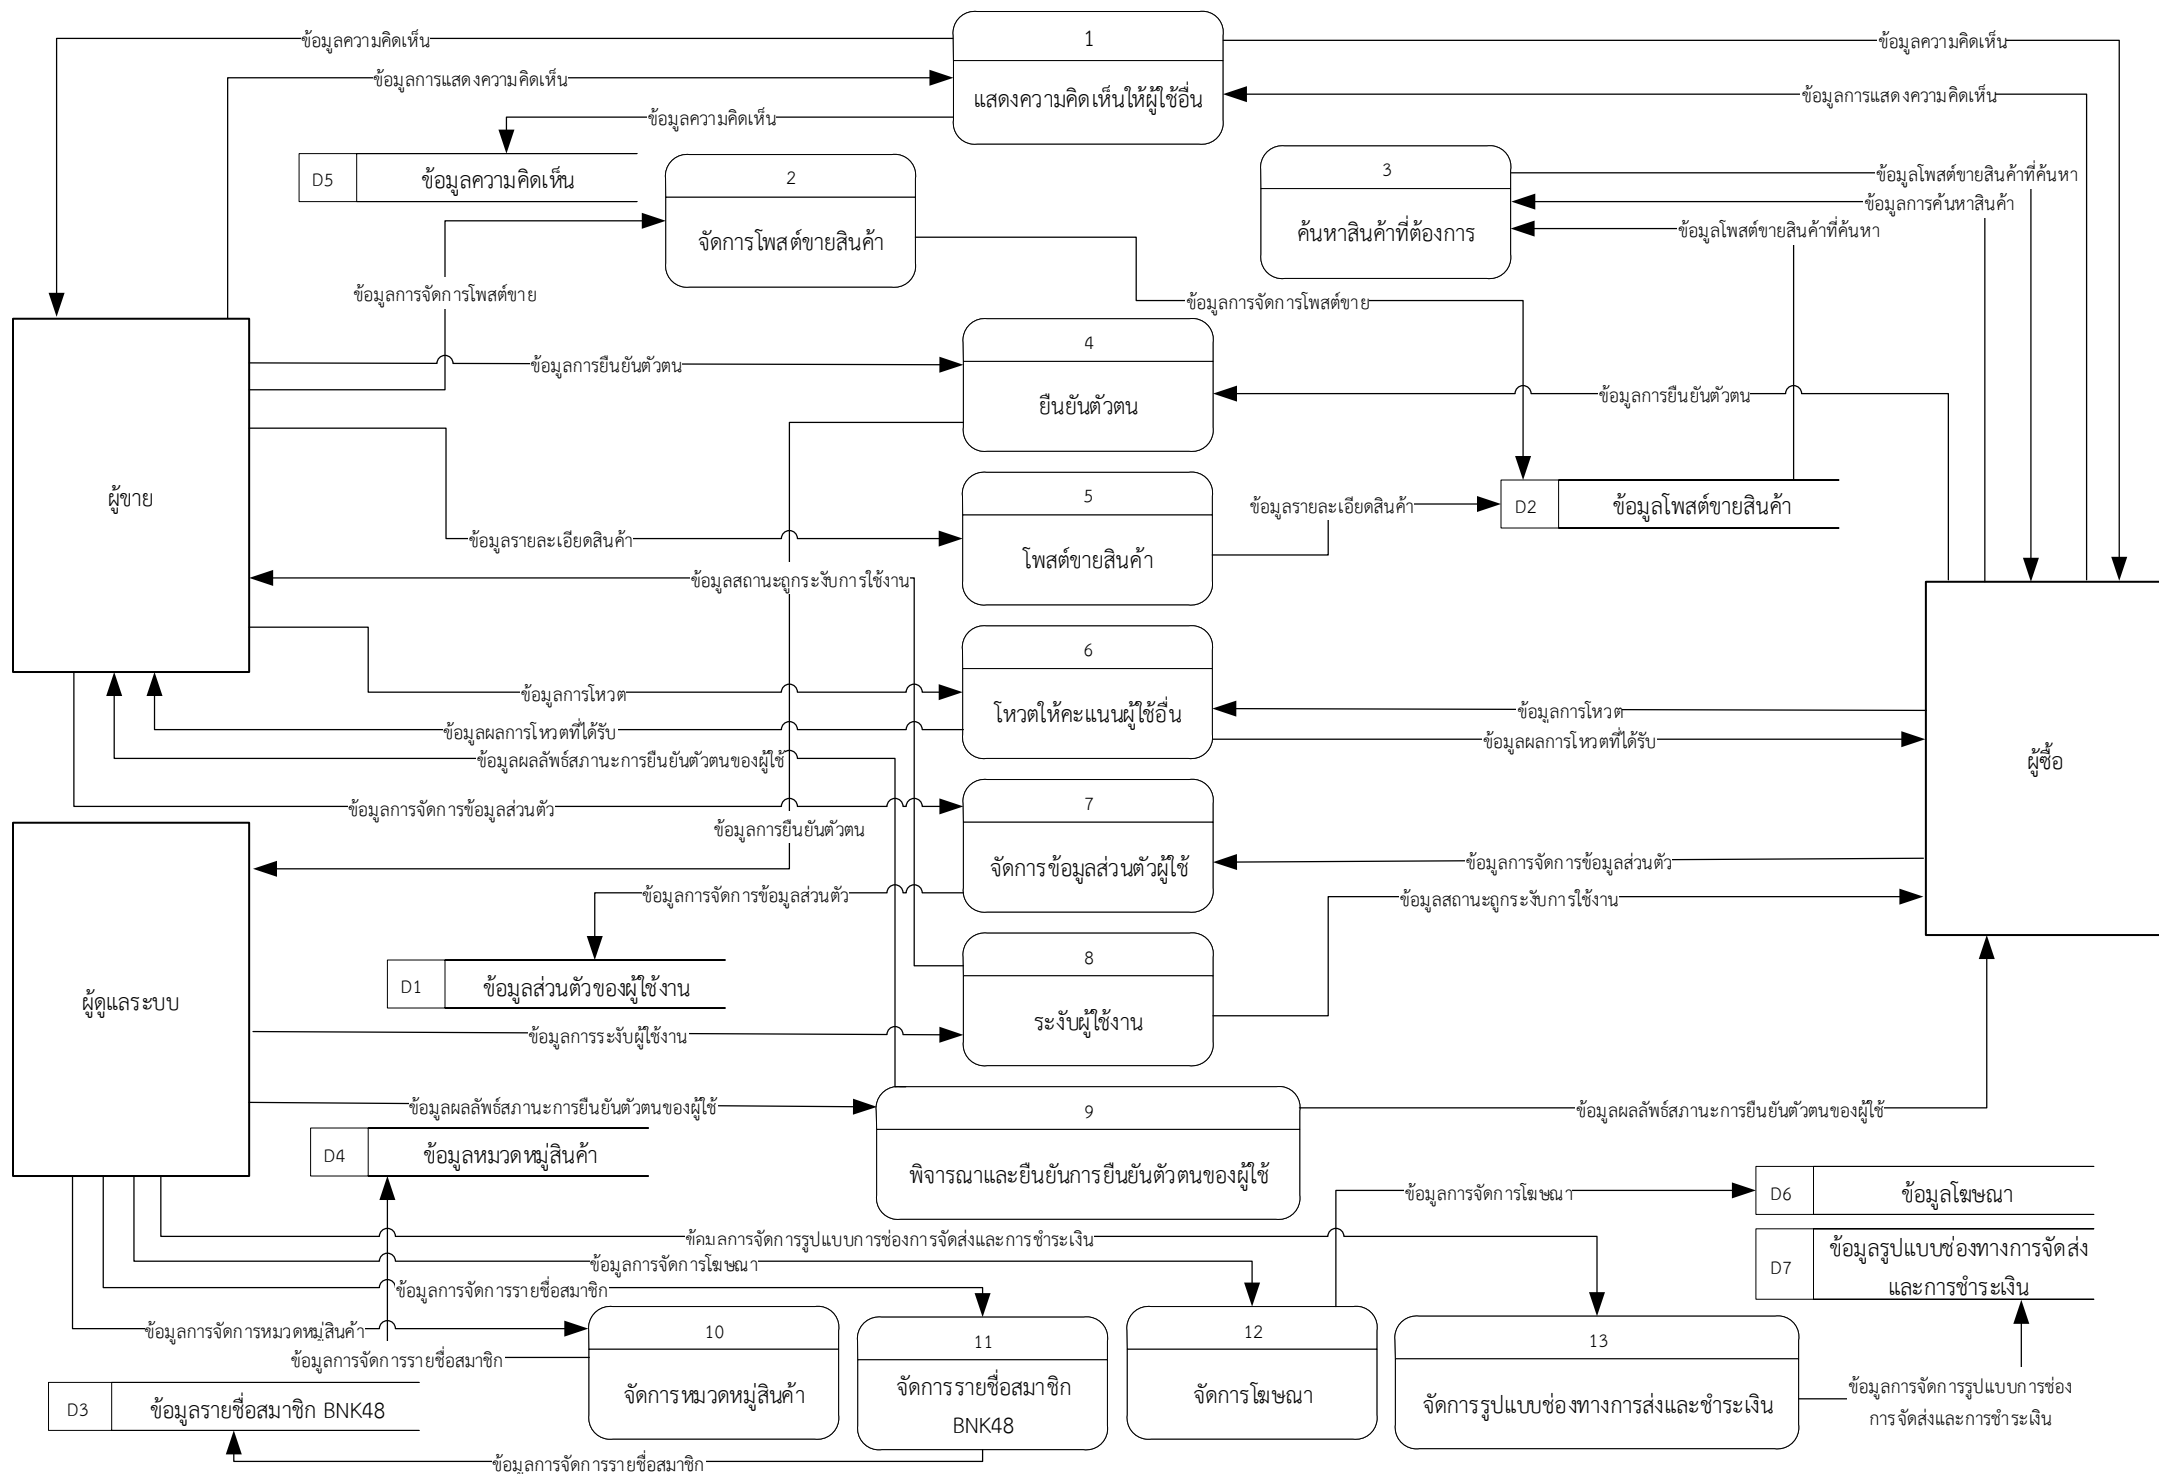 1
ข้อมูลความคิดเห็น
ข้อมูลความคิดเห็น
ข้อมูลการแสดงความคิดเห็น
แสดงความคิดเห็นให้ผู้ใช้อื่น
ข้อมูลการแสดงความคิดเห็น
ข้อมูลความคิดเห็น
D5
ข้อมูลความคิดเห็น
2
จัดการโพสต์ขายสินค้า
3
ค้นหาสินค้าที่ต้องการ
ข้อมูลโพสต์ขายสินค้าที่ค้นหา
ข้อมูลการค้นหาสินค้า
ข้อมูลโพสต์ขายสินค้าที่ค้นหา
ข้อมูลการจัดการโพสต์ขาย
ข้อมูลการจัดการโพสต์ขาย
4
ยืนยันตัวตน
ข้อมูลการยืนยันตัวตน
ข้อมูลการยืนยันตัวตน
ผู้ขาย
5
โพสต์ขายสินค้า
ข้อมูลรายละเอียดสินค้า
D2
ข้อมูลโพสต์ขายสินค้า
ข้อมูลรายละเอียดสินค้า
ข้อมูลสถานะถูกระงับการใช้งาน
6
โหวตให้คะแนนผู้ใช้อื่น
ข้อมูลการโหวต
ข้อมูลการโหวต
ข้อมูลผลการโหวตที่ได้รับ
ข้อมูลผลการโหวตที่ได้รับ
ข้อมูลผลลัพธ์สภานะการยืนยันตัวตนของผู้ใช้
ผู้ซื้อ
7
จัดการข้อมูลส่วนตัวผู้ใช้
ข้อมูลการจัดการข้อมูลส่วนตัว
ข้อมูลการยืนยันตัวตน
ข้อมูลการจัดการข้อมูลส่วนตัว
ข้อมูลการจัดการข้อมูลส่วนตัว
ข้อมูลสถานะถูกระงับการใช้งาน
8
ระงับผู้ใช้งาน
D1
ข้อมูลส่วนตัวของผู้ใช้งาน
ผู้ดูแลระบบ
ข้อมูลการระงับผู้ใช้งาน
ข้อมูลผลลัพธ์สภานะการยืนยันตัวตนของผู้ใช้
9
พิจารณาและยืนยันการยืนยันตัวตนของผู้ใช้
ข้อมูลผลลัพธ์สภานะการยืนยันตัวตนของผู้ใช้
D4
ข้อมูลหมวดหมู่สินค้า
ข้อมูลการจัดการโฆษณา
D6
ข้อมูลโฆษณา
ข้อมูลการจัดการรูปแบบการช่องการจัดส่งและการชำระเงิน
D7
ข้อมูลรูปแบบช่องทางการจัดส่ง
และการชำระเงิน
ข้อมูลการจัดการโฆษณา
ข้อมูลการจัดการรายชื่อสมาชิก
ข้อมูลการจัดการหมวดหมู่สินค้า
10
จัดการหมวดหมู่สินค้า
11
จัดการรายชื่อสมาชิก
BNK48
12
จัดการโฆษณา
13
จัดการรูปแบบช่องทางการส่งและชำระเงิน
ข้อมูลการจัดการรายชื่อสมาชิก
ข้อมูลการจัดการรูปแบบการช่อง
การจัดส่งและการชำระเงิน
D3
ข้อมูลรายชื่อสมาชิก BNK48
ข้อมูลการจัดการรายชื่อสมาชิก